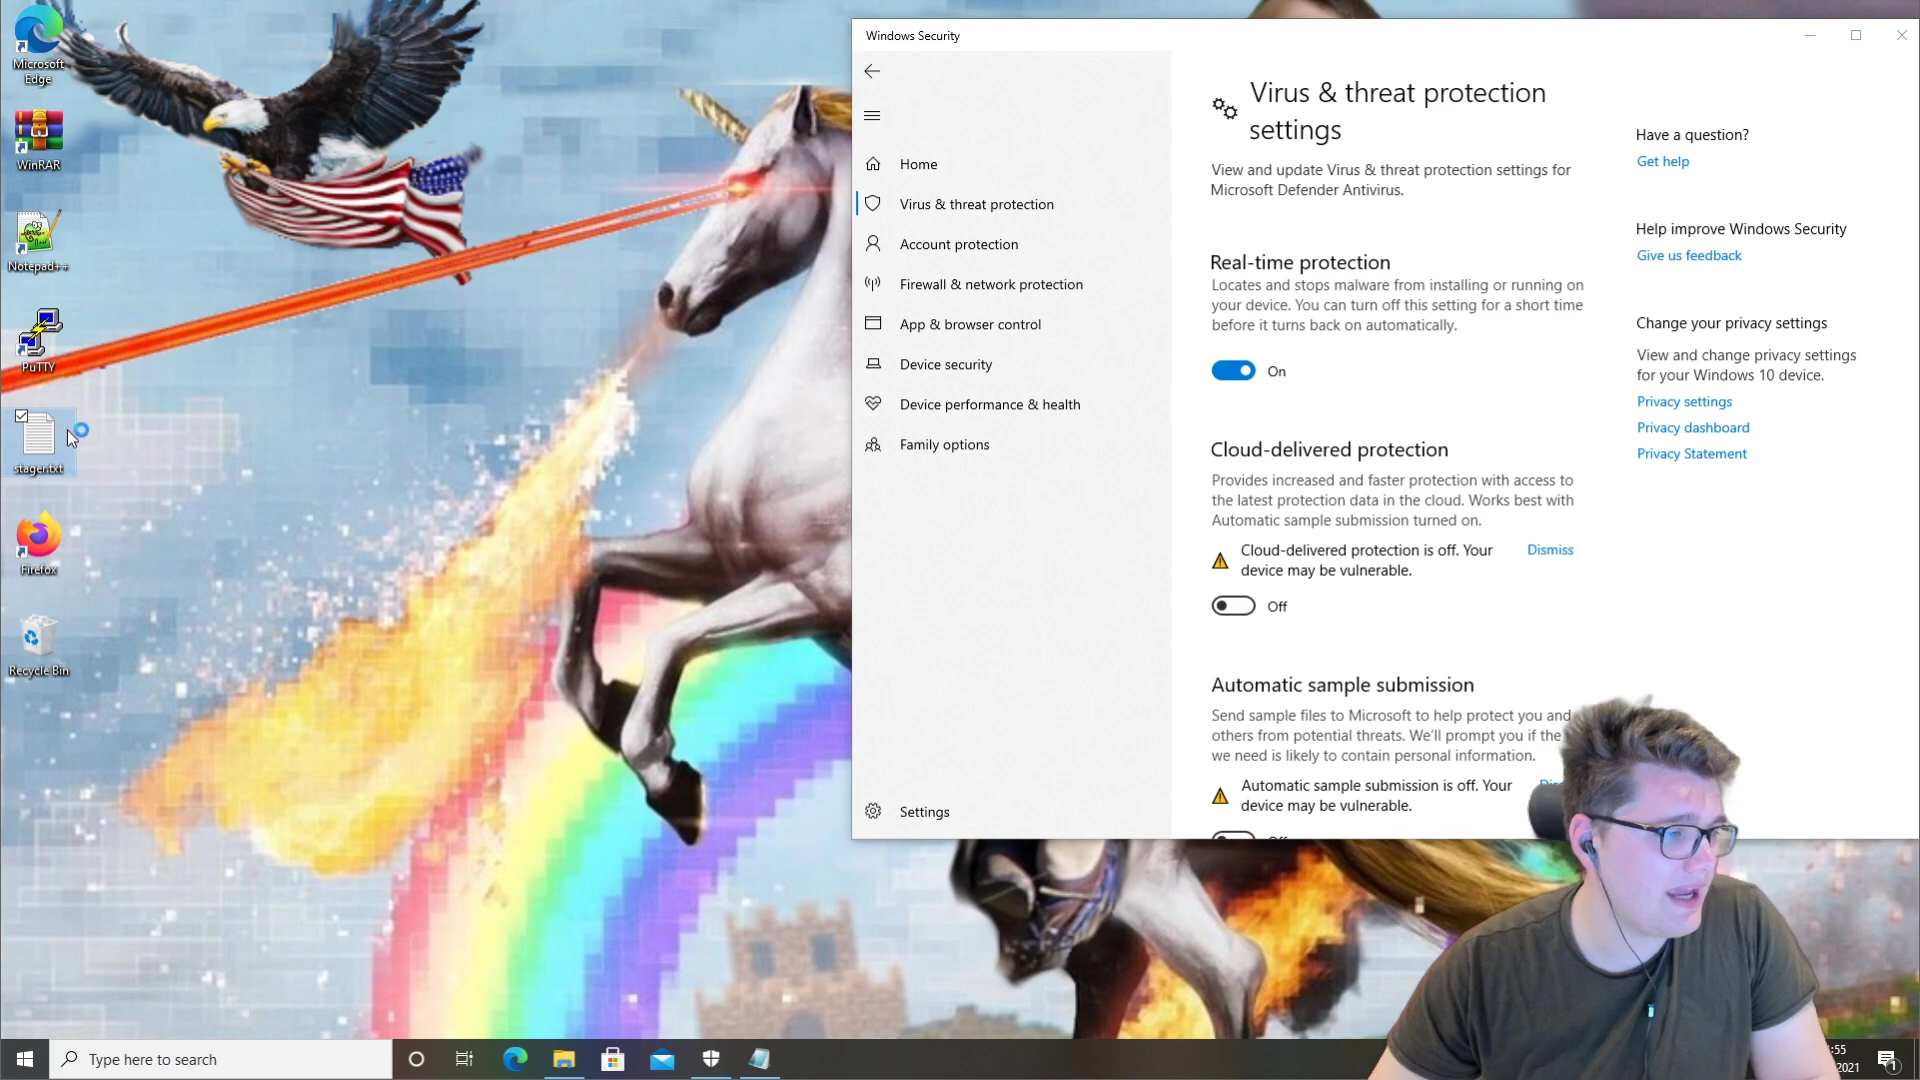 Microsoft
Edge
WinRAR
Notepad++
PuTTY
stager.txt
Firefox
Recycle Bin
Windows Security
Home
Virus & threat protection
Account protection
Firewall & network protection
App & browser control
Device security
Device performance & health
Family options
Settings
Virus & threat protection
settings
View and update Virus & threat protection settings for
Microsoft Defender Antivirus.
Real-time protection
Locates and stops malware from installing or running on
your device. You can turn off this setting for a short time
before it turns back on automatically.
On
Cloud-delivered protection
Provides increased and faster protection with access to
the latest protection data in the cloud. Works best with
Automatic sample submission turned on.
Cloud-delivered protection is off. Your
device may be vulnerable.
Dismiss
Off
Automatic sample submission
Send sample files to Microsoft to help protect you and
others from potential threats. We'll prompt you if the
we need is likely to contain personal information.
Automatic sample submission is off. Your
device may be vulnerable.
Have a question?
Get help
Help improve Windows Security
Give us feedback
Change your privacy settings
View and change privacy settings
for your Windows 10 device.
Privacy settings
Privacy dashboard
Privacy Statement
Type here to search
:55
2021
1